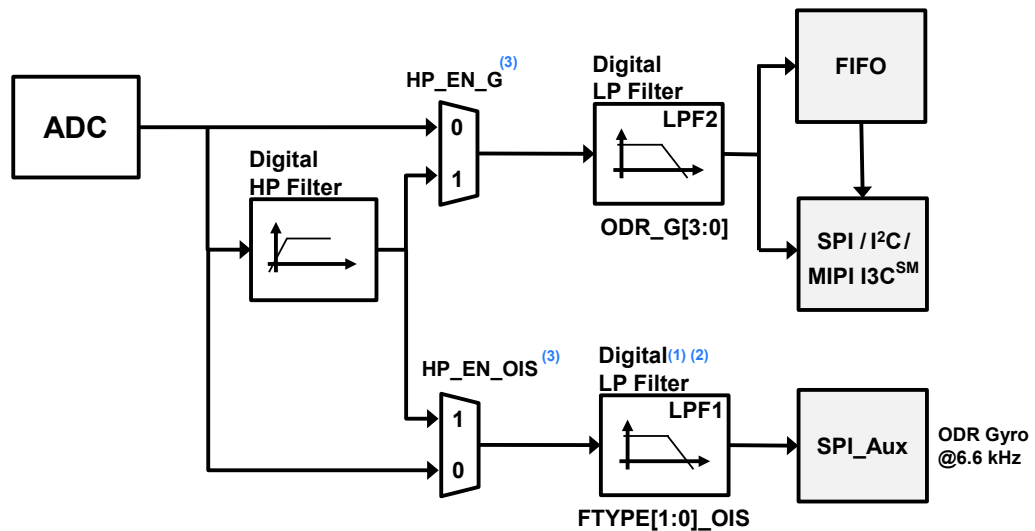 ADC
HP_EN_G(3)
0
1
Digital
HP Filter
Digital
LP Filter
LPF2
ODR_G[3:0]
FIFO
SPI / I²C/
MIPI I3CSM
HP_EN_OIS(3)
1
0
Digital(1) (2)
LP Filter
LPF1
FTYPE[1:0]_OIS
SPI_Aux
ODR Gyro
@6.6 kHz